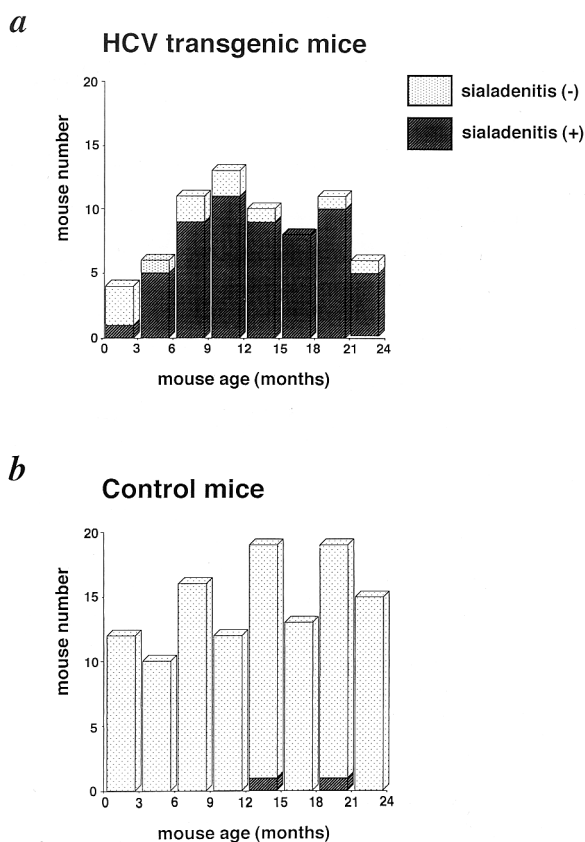 a
HCV transgenic mice
sialadenitis (-)
sialadenitis (+)
mouse number
20
15
10
5
0
0 3 6 9 12 15 18 21 24
mouse age (months)
b
Control mice
mouse number
20
15
10
5
0
0 3 6 9 12 15 18 21 24
mouse age (months)